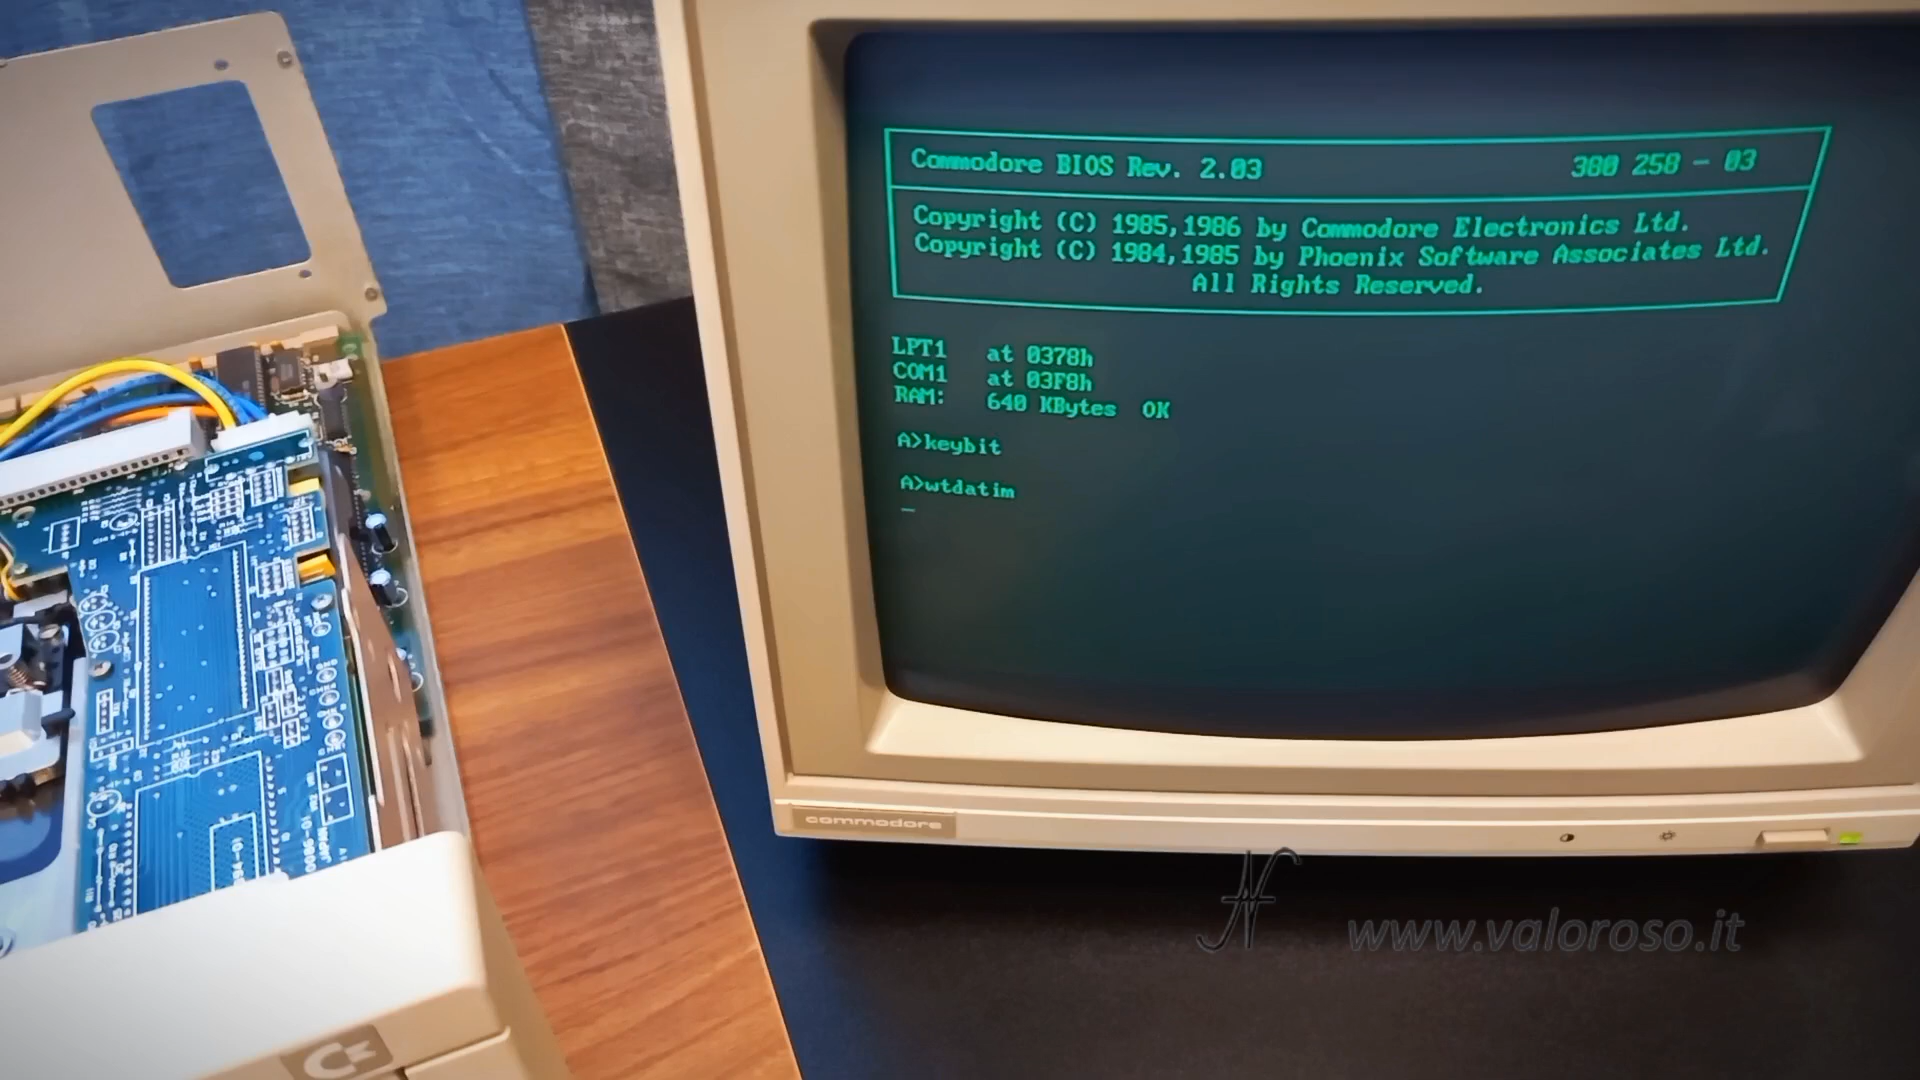 Commodore BIOS Rev. 2.03 380 258 - 03
Copyright (C) 1985,1986 by Commodore Electronics Ltd.
Copyright (C) 1984,1985 by Phoenix Software Associates Ltd.
All Rights Reserved.
LPT1 at 0378h
COM1 at 03F8h
RAM: 640 KBytes OK
A>keybit
A>wtdatim
_
commodore
www.valoroso.it